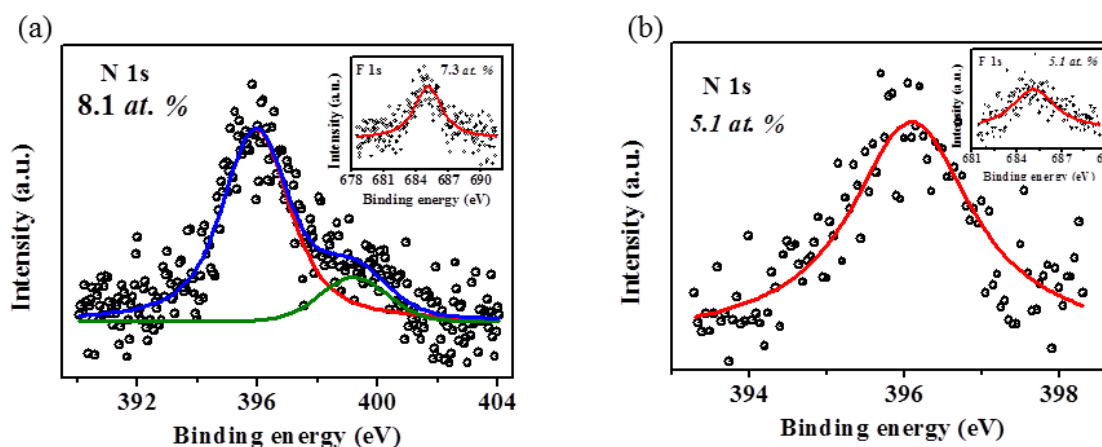 (a)
N 1s
8.1 at. %
F 1s
7.3 at. %
Intensity (a.u.)
678 681 684 687 690
Binding energy (eV)
Intensity (a.u.)
392 396 400 404
Binding energy (eV)
(b)
N 1s
5.1 at. %
F 1s
5.1 at. %
Intensity (a.u.)
681 684 687
Binding energy (eV)
Intensity (a.u.)
394 396 398
Binding energy (eV)